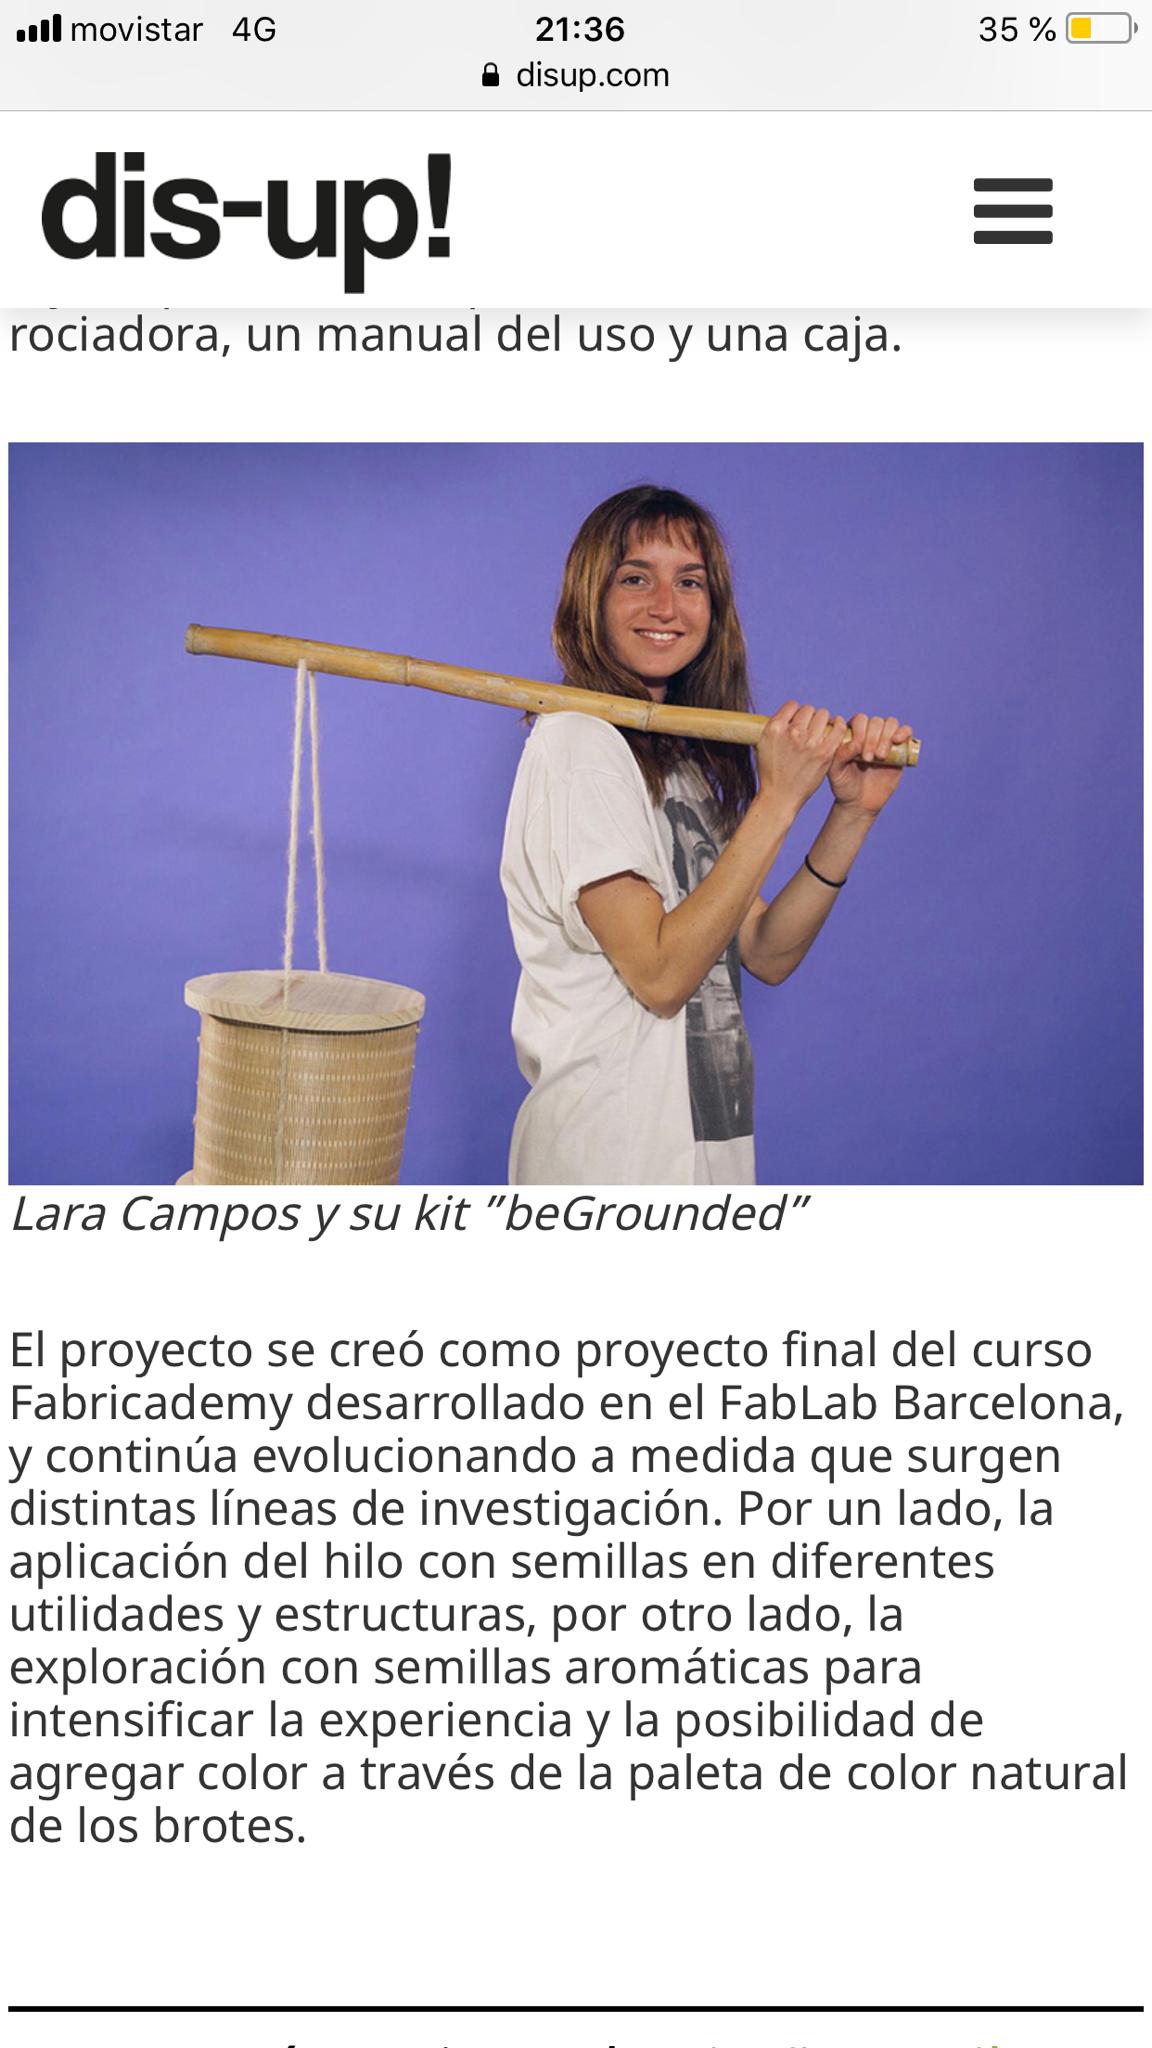 movistar 4G 21:36 35 %
disup.com
dis-up!
rociadora, un manual del uso y una caja.
Lara Campos y su kit "beGrounded"
El proyecto se creó como proyecto final del curso
Fabricademy desarrollado en el FabLab Barcelona,
y continúa evolucionando a medida que surgen
distintas líneas de investigación. Por un lado, la
aplicación del hilo con semillas en diferentes
utilidades y estructuras, por otro lado, la
exploración con semillas aromáticas para
intensificar la experiencia y la posibilidad de
agregar color a través de la paleta de color natural
de los brotes.